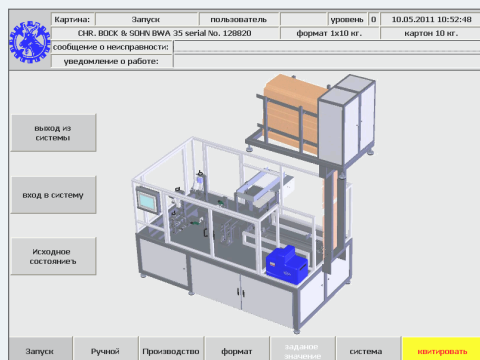 Картина: Запуск пользователь уровень 0 10.05.2011 10:52:48
CHR. BOCK & SOHN BWA 35 serial No. 128820 формат 1x10 кг. картон 10 кг.
сообщение о неисправности:
уведомление о работе:
выход из
системы
вход в систему
Исходное
состояниеъ
Запуск Ручной Производство формат заданое система квитировать
значение